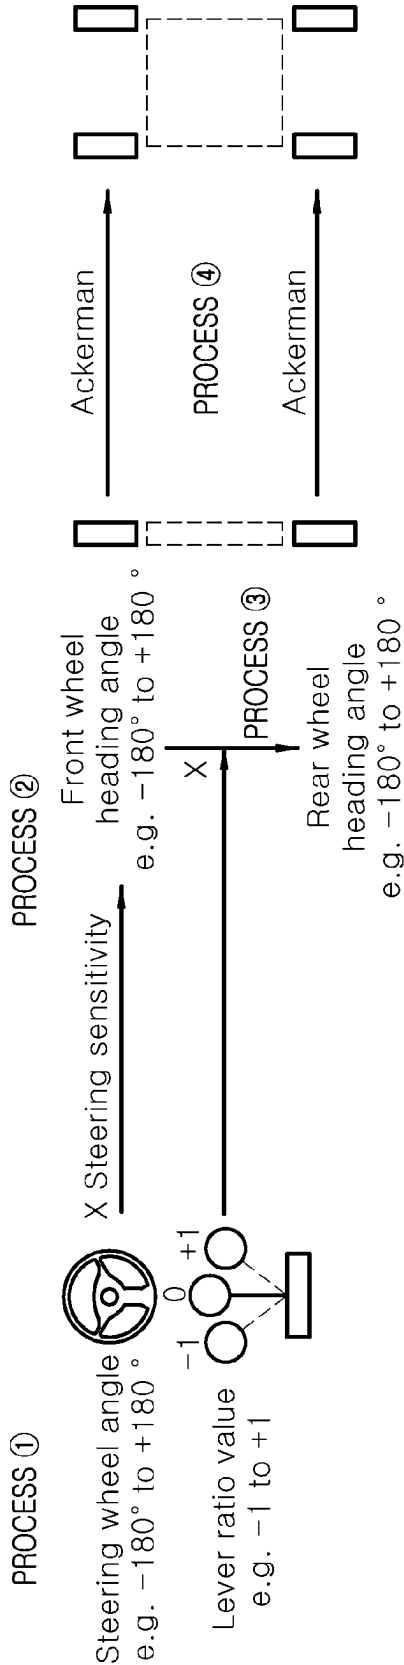 PROCESS ①
Steering wheel angle
e.g. −180° to +180 °
X Steering sensitivity
Lever ratio value
e.g. −1 to +1
−1
0
+1
PROCESS ②
Front wheel
heading angle
e.g. −180° to +180 °
X
PROCESS ③
Rear wheel
heading angle
e.g. −180° to +180 °
Ackerman
PROCESS ④
Ackerman